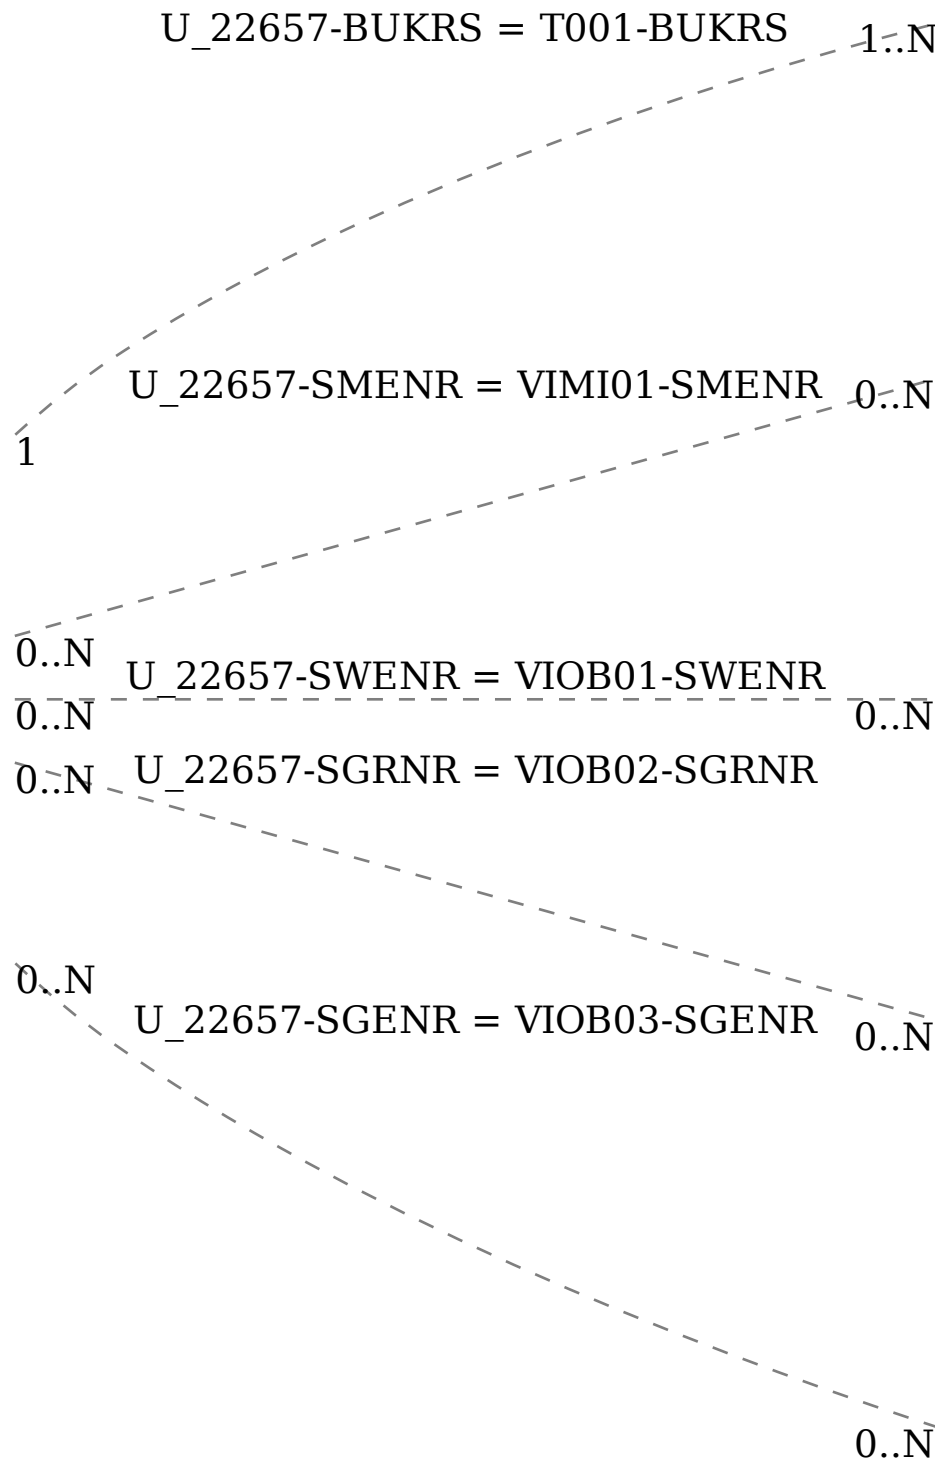 U_22657-BUKRS = T001-BUKRS
1..N
U_22657-SMENR = VIMI01-SMENR
0..N
1
0..N
U_22657-SWENR = VIOB01-SWENR
0..N
0..N
U_22657-SGRNR = VIOB02-SGRNR
0..N
0..N
U_22657-SGENR = VIOB03-SGENR
0..N
0..N